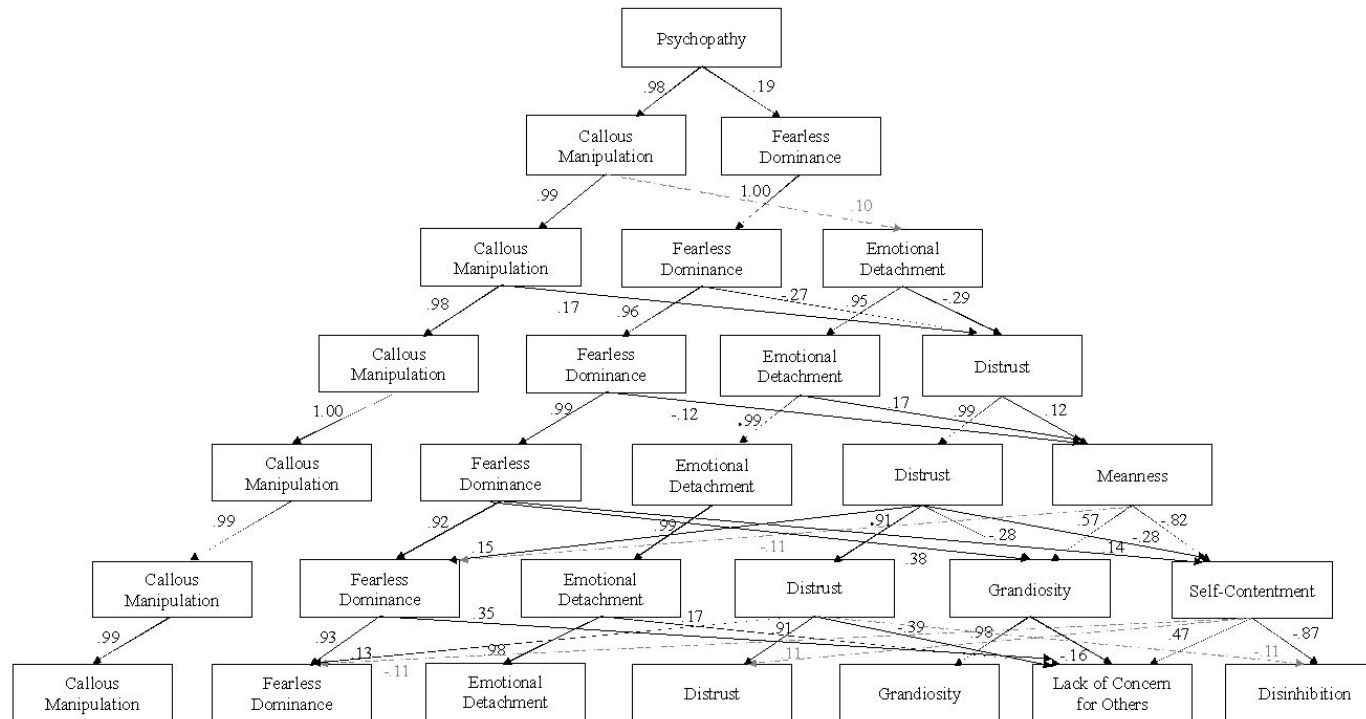 Psychopathy
.98
.19
Callous
Manipulation
Fearless
Dominance
.99
1.00
.10
Callous
Manipulation
Fearless
Dominance
Emotional
Detachment
.98
.17
.96
-.27
.95
-.29
Callous
Manipulation
Fearless
Dominance
Emotional
Detachment
Distrust
1.00
.99
-.12
.99
.17
.99
.12
Callous
Manipulation
Fearless
Dominance
Emotional
Detachment
Distrust
Meanness
.99
.92
.15
.99
-.11
.91
.38
-.28
.57
.14
-.28
-.82
Callous
Manipulation
Fearless
Dominance
Emotional
Detachment
Distrust
Grandiosity
Self-Contentment
.99
.93
.35
.13
-.11
.98
.17
.91
.11
-.39
.98
-.16
.47
-.11
-.87
Callous
Manipulation
Fearless
Dominance
Emotional
Detachment
Distrust
Grandiosity
Lack of Concern
for Others
Disinhibition